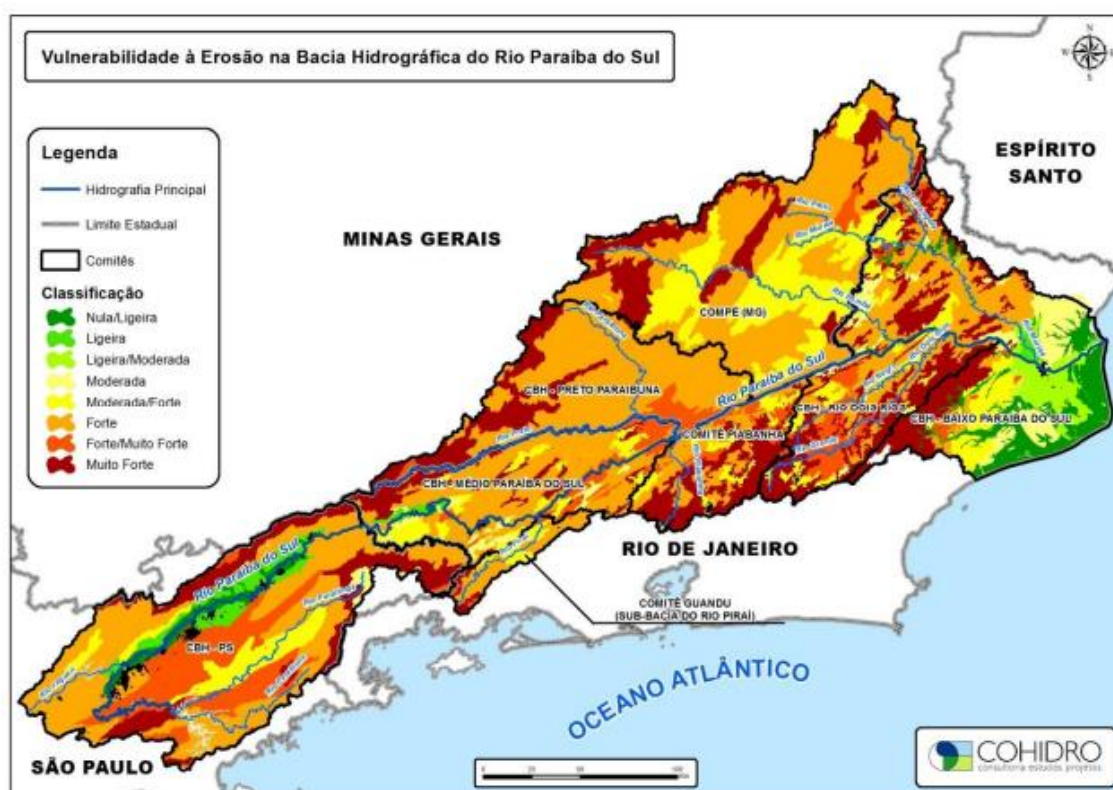 Vulnerabilidade à Erosão na Bacia Hidrográfica do Rio Paraíba do Sul
N
W
ESPÍRITO
SANTO
Legenda
Hidrografia Principal
Limite Estadual
Comitês
Classificação
Nula/Ligeira
Ligeira
Ligeira/Moderada
Moderada
Moderada/Forte
Forte
Forte/Muito Forte
Muito Forte
MINAS GERAIS
COMPÉ (MG)
Rio Paraíba do Sul
CBH - PRETO PARAIBUNA
CBH - RIO DOIS RIOS
CBH - BAIXO PARAÍBA DO SUL
COMITÊ PIABANHA
CBH - MÉDIO PARAÍBA DO SUL
RIO DE JANEIRO
Rio Paraíba do Sul
COMITÊ GUANDU
(SUB-BACIA DO RIO PIRAÍ)
CBH - PS
OCEANO ATLÂNTICO
SÃO PAULO
COHIDRO
consultoria estudos projetos